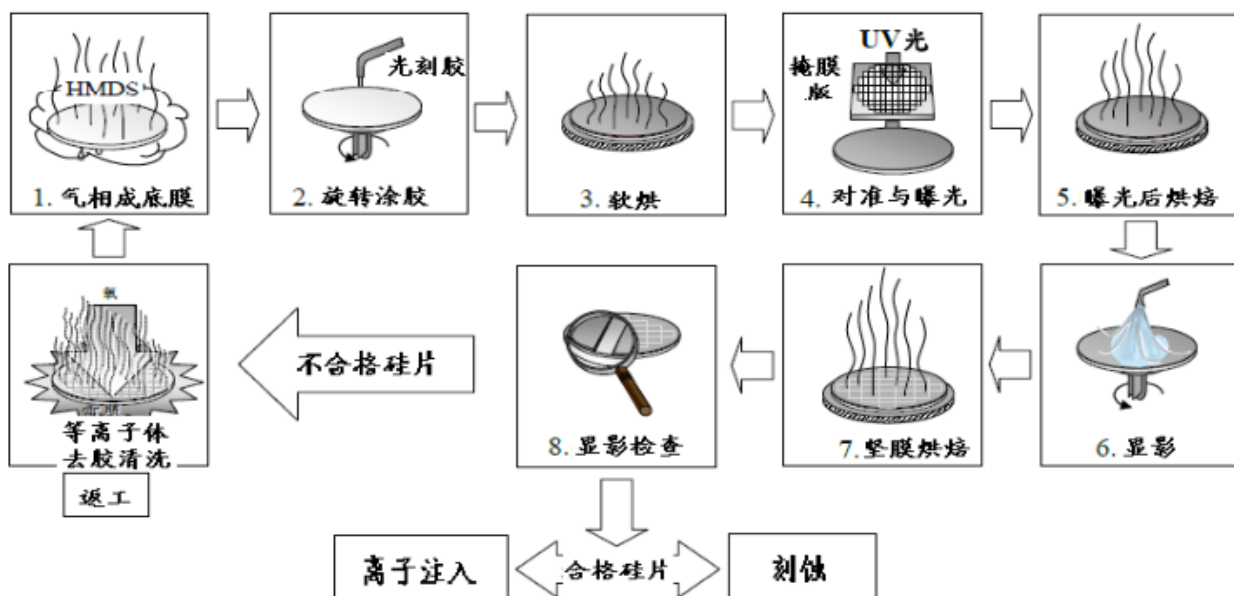 HMDS
1. 气相成底膜
光刻胶
2. 旋转涂胶
3. 软烘
UV光
掩膜
版
4. 对准与曝光
5. 曝光后烘焙
6. 显影
7. 坚膜烘焙
8. 显影检查
不合格硅片
氧
等离子体
去胶清洗
返工
离子注入
合格硅片
刻蚀